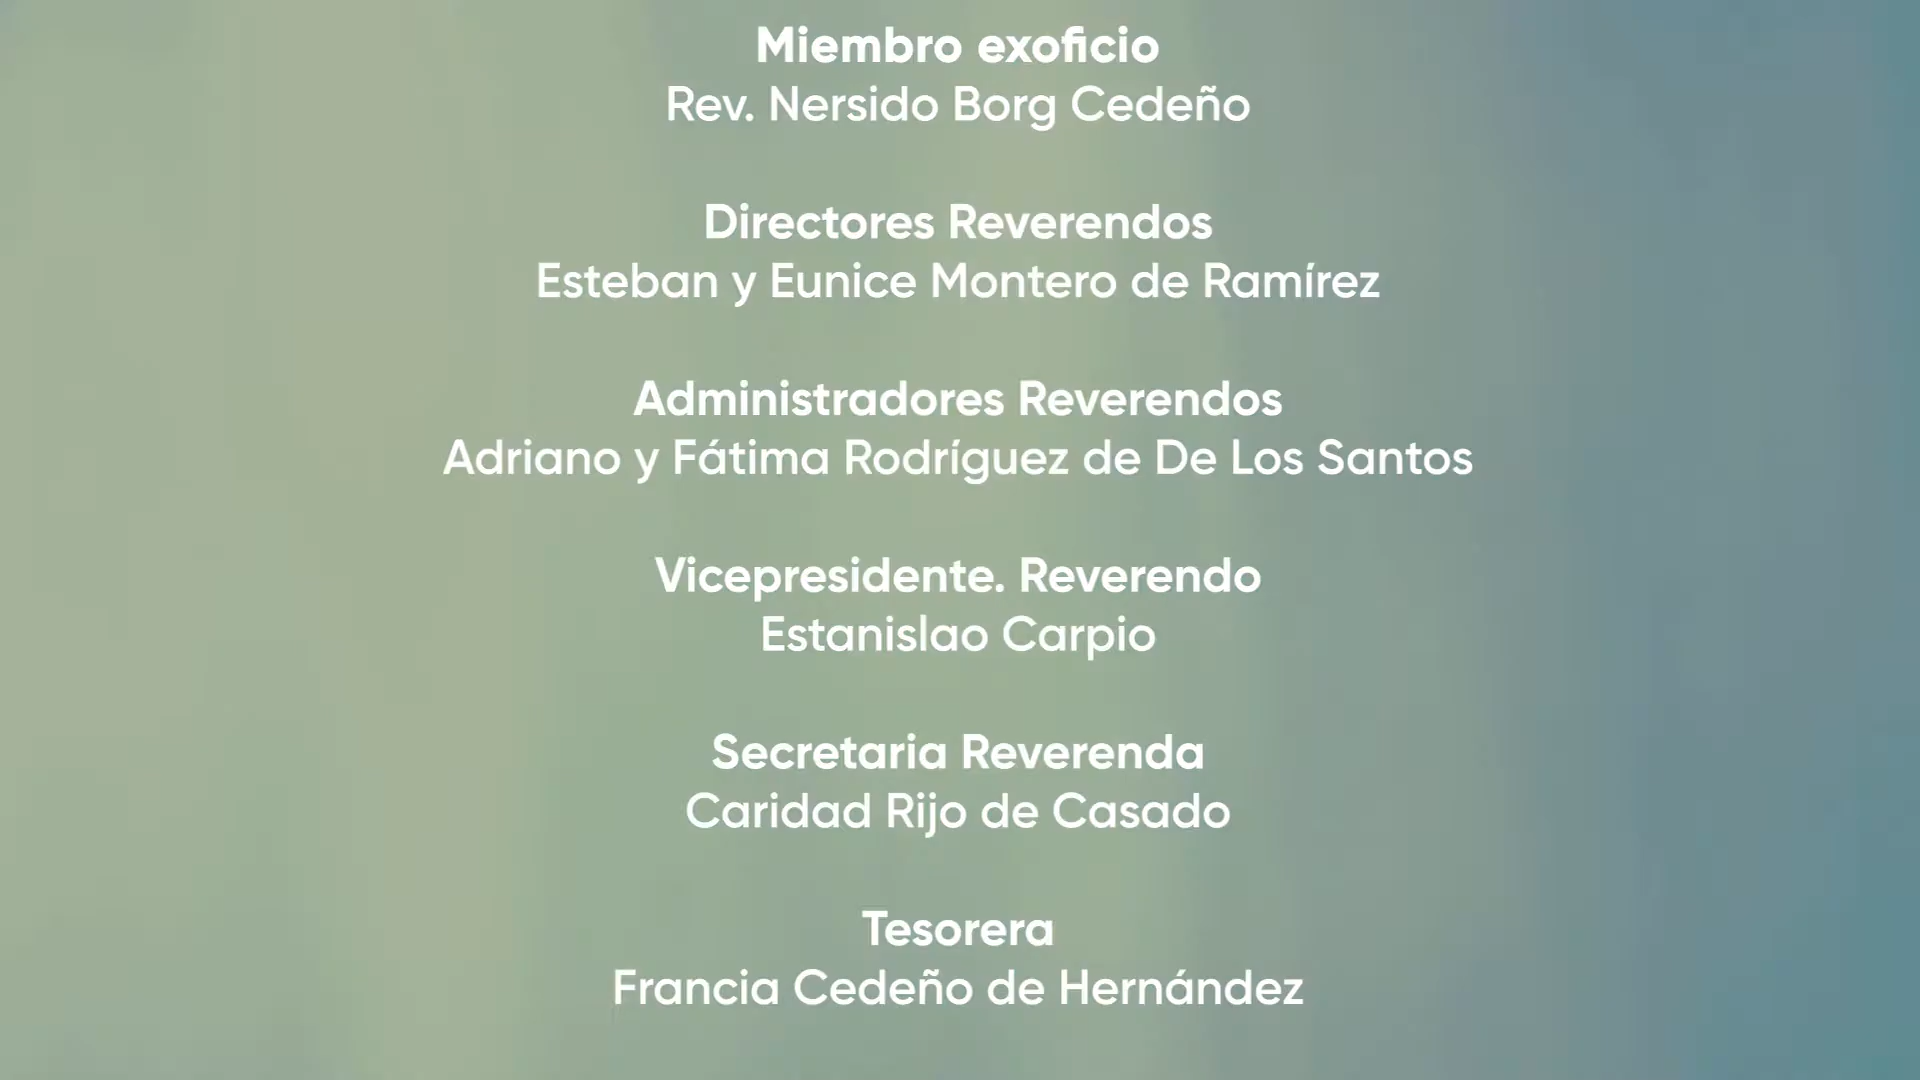 Miembro exoficio
Rev. Nersido Borg Cedeño
Directores Reverendos
Esteban y Eunice Montero de Ramírez
Administradores Reverendos
Adriano y Fátima Rodríguez de De Los Santos
Vicepresidente. Reverendo
Estanislao Carpio
Secretaria Reverenda
Caridad Rijo de Casado
Tesorera
Francia Cedeño de Hernández